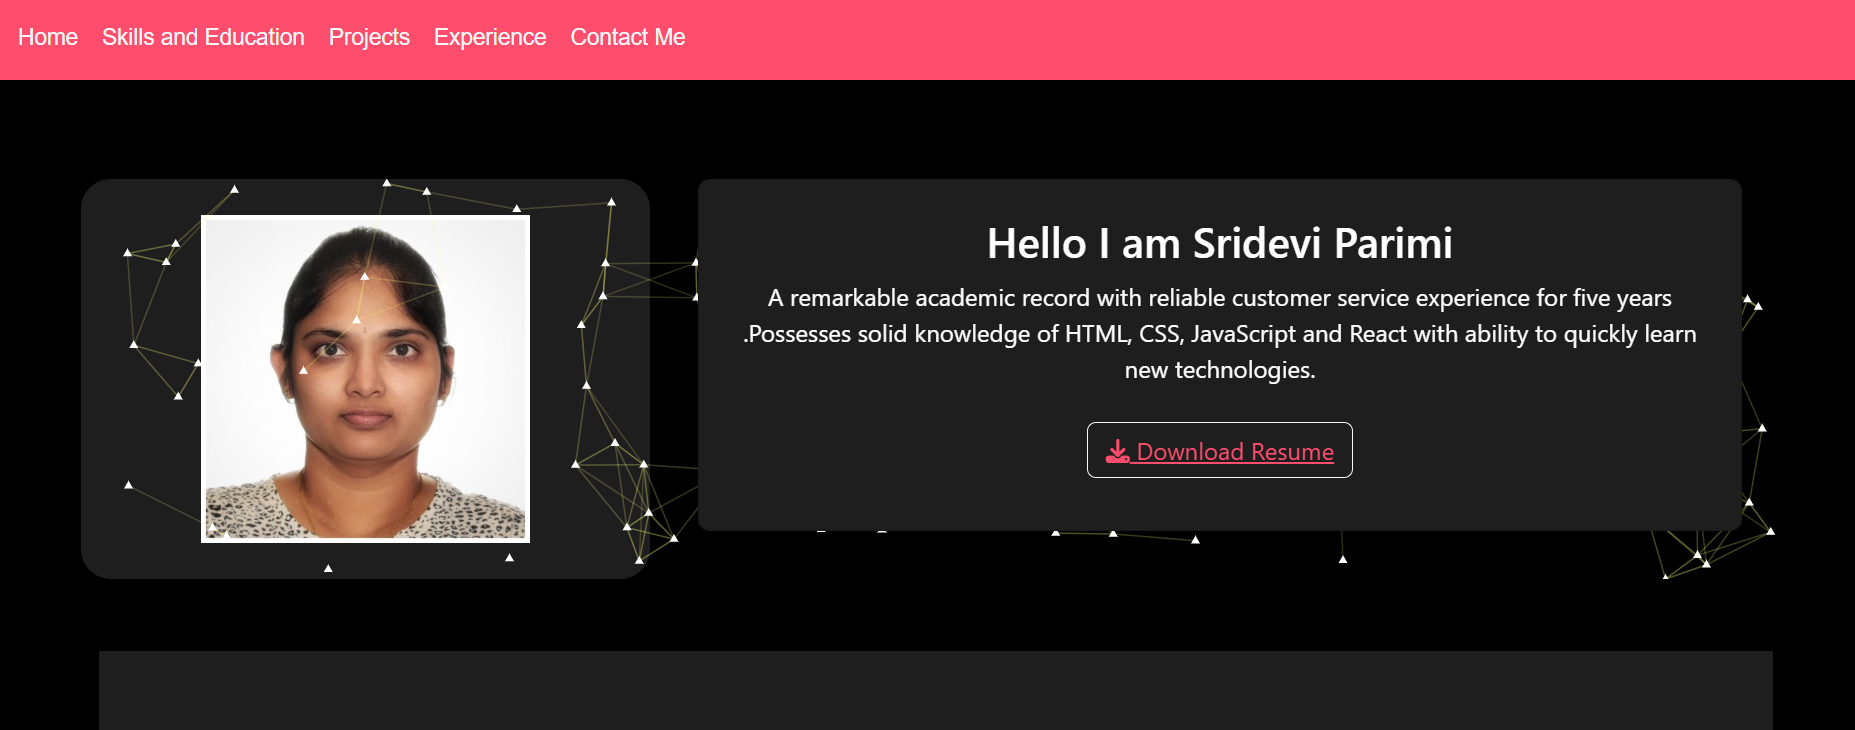 Home Skills and Education Projects Experience Contact Me
Hello I am Sridevi Parimi
A remarkable academic record with reliable customer service experience for five years
.Possesses solid knowledge of HTML, CSS, JavaScript and React with ability to quickly learn
new technologies.
Download Resume